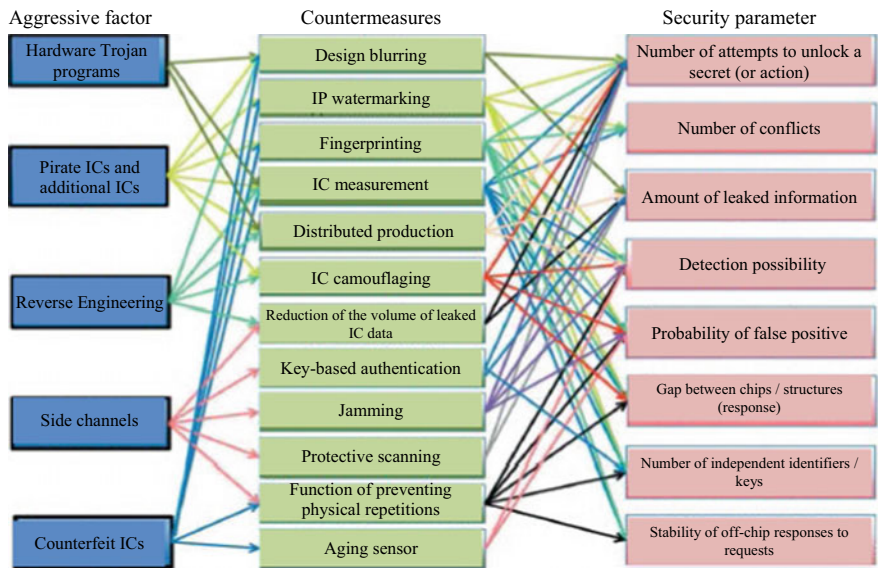 Aggressive factor
Countermeasures
Security parameter
Hardware Trojan
programs
Pirate ICs and
additional ICs
Reverse Engineering
Side channels
Counterfeit ICs
Design blurring
IP watermarking
Fingerprinting
IC measurement
Distributed production
IC camouflaging
Reduction of the volume of leaked
IC data
Key-based authentication
Jamming
Protective scanning
Function of preventing
physical repetitions
Aging sensor
Number of attempts to unlock a
secret (or action)
Number of conflicts
Amount of leaked information
Detection possibility
Probability of false positive
Gap between chips / structures
(response)
Number of independent identifiers /
keys
Stability of off-chip responses to
requests